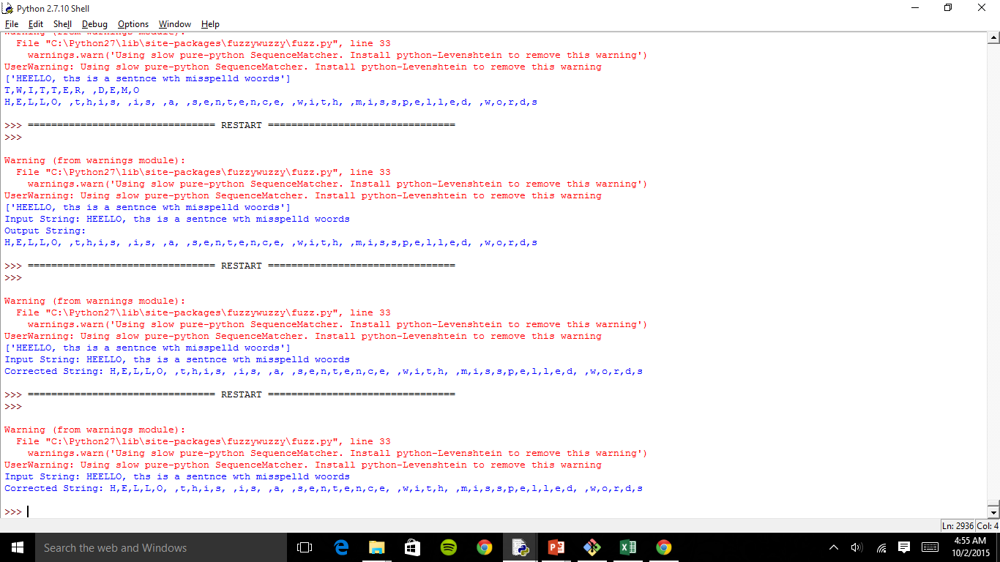 Python 2.7.10 Shell
File Edit Shell Debug Options Window Help
Warning (from warnings module):
  File "C:\Python27\lib\site-packages\fuzzywuzzy\fuzz.py", line 33
    warnings.warn('Using slow pure-python SequenceMatcher. Install python-Levenshtein to remove this warning')
UserWarning: Using slow pure-python SequenceMatcher. Install python-Levenshtein to remove this warning
['HEELLO, ths is a sentnce wth misspelld woords']
T,W,I,T,T,E,R, ,D,E,M,O
H,E,L,L,O, ,t,h,i,s, ,i,s, ,a, ,s,e,n,t,e,n,c,e, ,w,i,t,h, ,m,i,s,s,p,e,l,l,e,d, ,w,o,r,d,s
>>> ================================ RESTART ================================
>>>
Warning (from warnings module):
  File "C:\Python27\lib\site-packages\fuzzywuzzy\fuzz.py", line 33
    warnings.warn('Using slow pure-python SequenceMatcher. Install python-Levenshtein to remove this warning')
UserWarning: Using slow pure-python SequenceMatcher. Install python-Levenshtein to remove this warning
['HEELLO, ths is a sentnce wth misspelld woords']
Input String: HEELLO, ths is a sentnce wth misspelld woords
Output String:
H,E,L,L,O, ,t,h,i,s, ,i,s, ,a, ,s,e,n,t,e,n,c,e, ,w,i,t,h, ,m,i,s,s,p,e,l,l,e,d, ,w,o,r,d,s
>>> ================================ RESTART ================================
>>>
Warning (from warnings module):
  File "C:\Python27\lib\site-packages\fuzzywuzzy\fuzz.py", line 33
    warnings.warn('Using slow pure-python SequenceMatcher. Install python-Levenshtein to remove this warning')
UserWarning: Using slow pure-python SequenceMatcher. Install python-Levenshtein to remove this warning
['HEELLO, ths is a sentnce wth misspelld woords']
Input String: HEELLO, ths is a sentnce wth misspelld woords
Corrected String: H,E,L,L,O, ,t,h,i,s, ,i,s, ,a, ,s,e,n,t,e,n,c,e, ,w,i,t,h, ,m,i,s,s,p,e,l,l,e,d, ,w,o,r,d,s
>>> ================================ RESTART ================================
>>>
Warning (from warnings module):
  File "C:\Python27\lib\site-packages\fuzzywuzzy\fuzz.py", line 33
    warnings.warn('Using slow pure-python SequenceMatcher. Install python-Levenshtein to remove this warning')
UserWarning: Using slow pure-python SequenceMatcher. Install python-Levenshtein to remove this warning
Input String: HEELLO, ths is a sentnce wth misspelld woords
Corrected String: H,E,L,L,O, ,t,h,i,s, ,i,s, ,a, ,s,e,n,t,e,n,c,e, ,w,i,t,h, ,m,i,s,s,p,e,l,l,e,d, ,w,o,r,d,s
>>>
Ln: 2936 Col: 4
Search the web and Windows
4:55 AM
10/2/2015